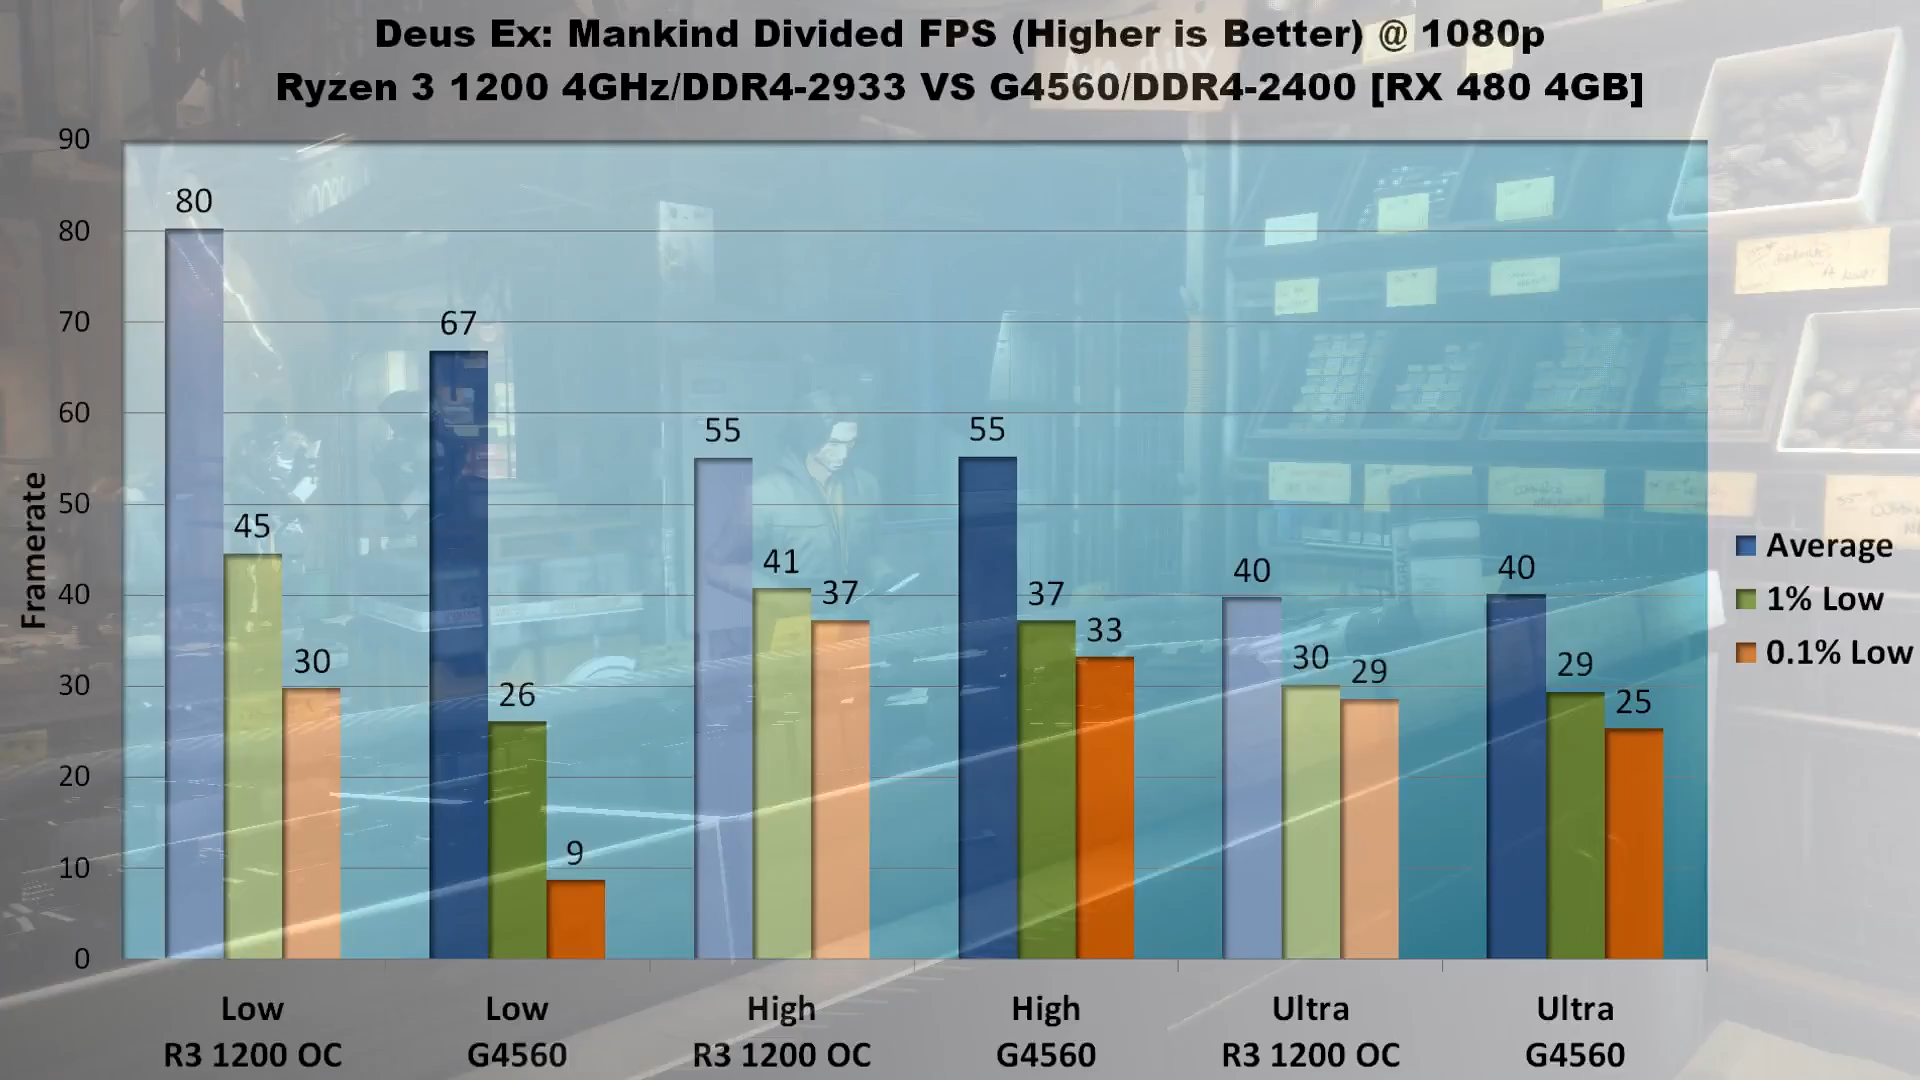 Deus Ex: Mankind Divided FPS (Higher is Better) @ 1080p
Ryzen 3 1200 4GHz/DDR4-2933 VS G4560/DDR4-2400 [RX 480 4GB]
90
80
70
60
50
40
30
20
10
0
Framerate
80
45
30
67
26
9
55
41
37
55
37
33
40
30
29
40
29
25
Average
1% Low
0.1% Low
Low
R3 1200 OC
Low
G4560
High
R3 1200 OC
High
G4560
Ultra
R3 1200 OC
Ultra
G4560